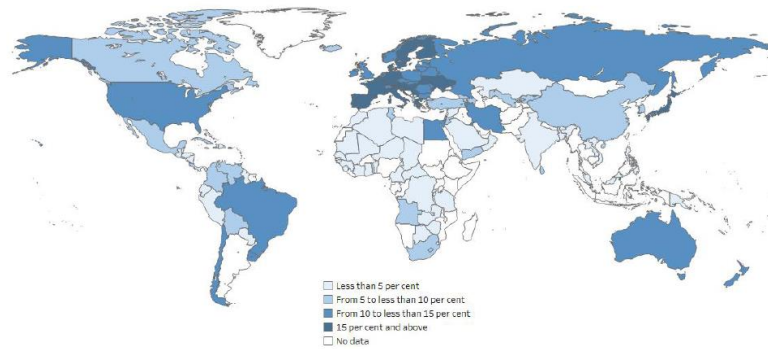 Less than 5 per cent
From 5 to less than 10 per cent
From 10 to less than 15 per cent
15 per cent and above
No data